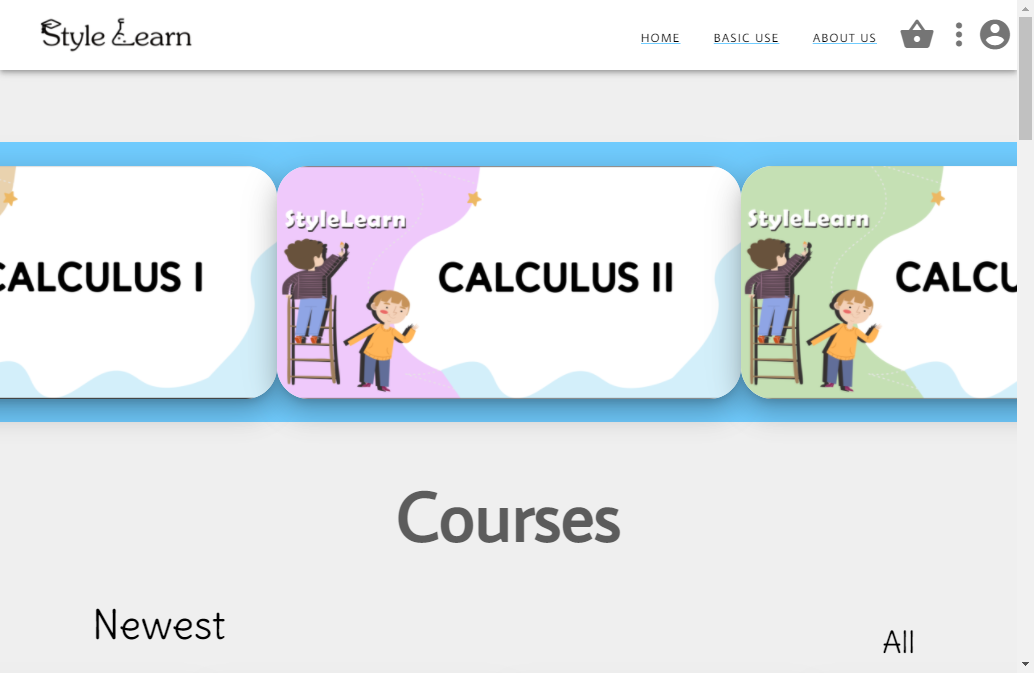 Style Learn
HOME
BASIC USE
ABOUT US
CALCULUS I
StyleLearn
CALCULUS II
StyleLearn
CALCU
Courses
Newest
All